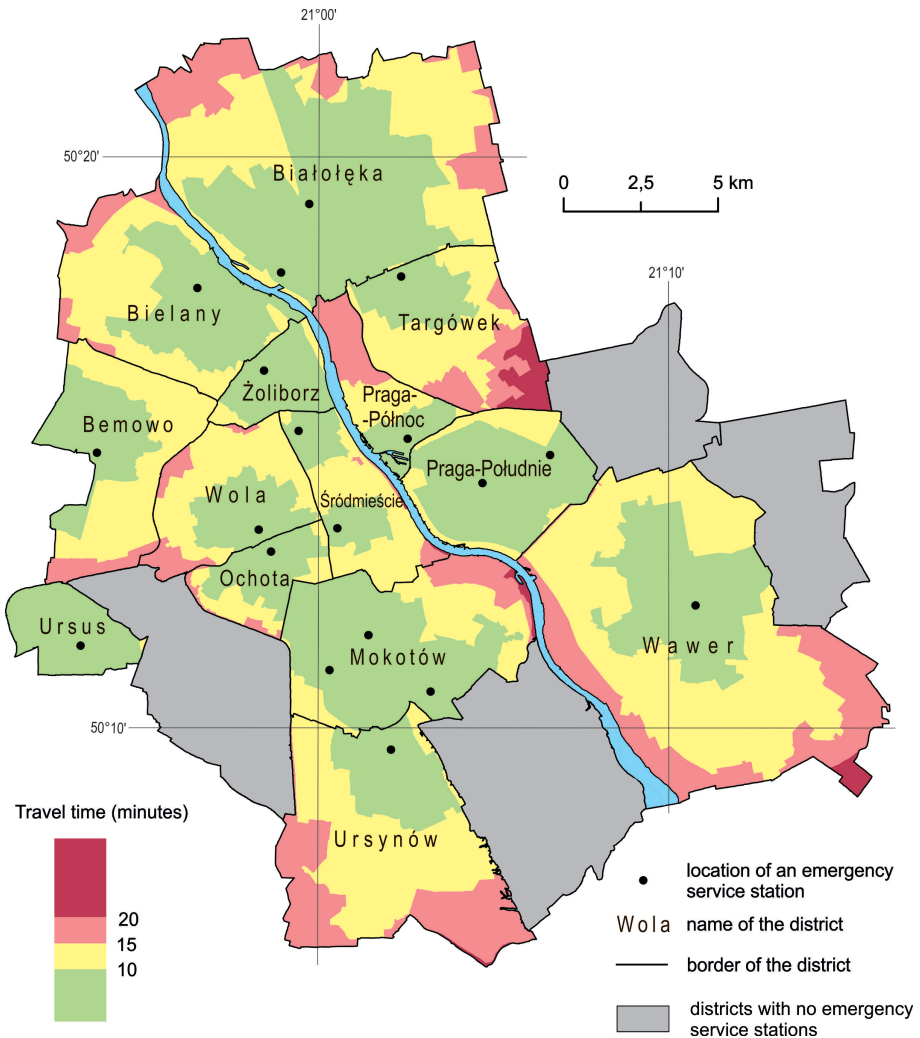 21°00'
50°20'
Białołęka
0 2,5 5 km
21°10'
Bielany
Targówek
Żoliborz
Praga-
-Północ
Bemowo
Praga-Południe
Wola
Śródmieście
Ochota
Ursus
Wawer
Mokotów
50°10'
Travel time (minutes)
Ursynów
20
15
10
location of an emergency
service station
Wola name of the district
border of the district
districts with no emergency
service stations